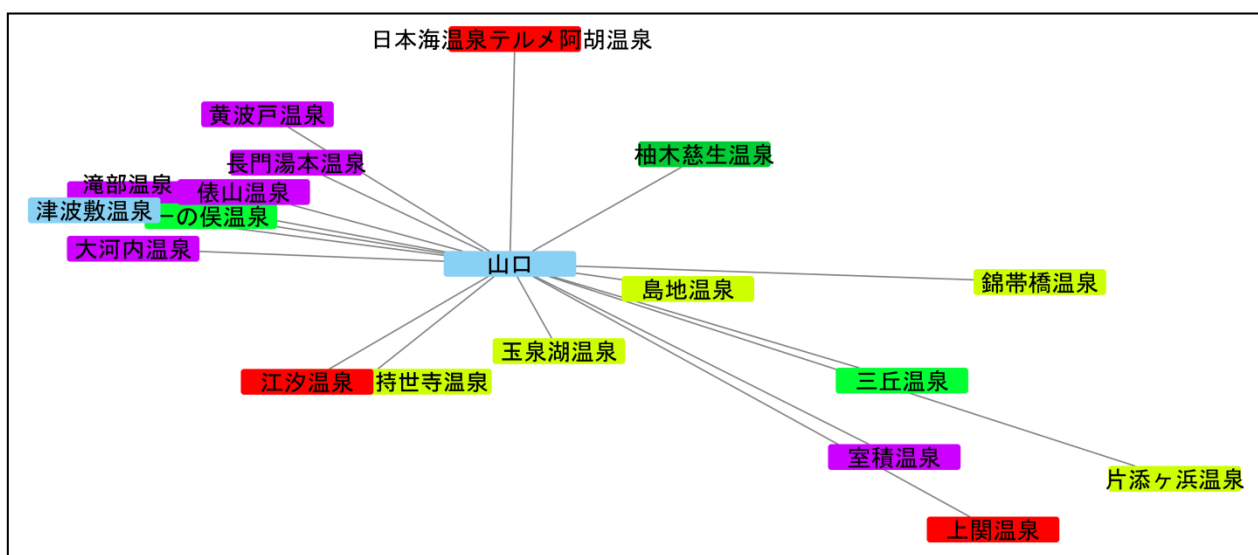 日本海温泉テルメ阿胡温泉
黄波戸温泉
柚木慈生温泉
長門湯本温泉
滝部温泉
俵山温泉
津波敷温泉
一の俣温泉
大河内温泉
山口
錦帯橋温泉
島地温泉
玉泉湖温泉
江汐温泉
持世寺温泉
三丘温泉
室積温泉
片添ヶ浜温泉
上関温泉